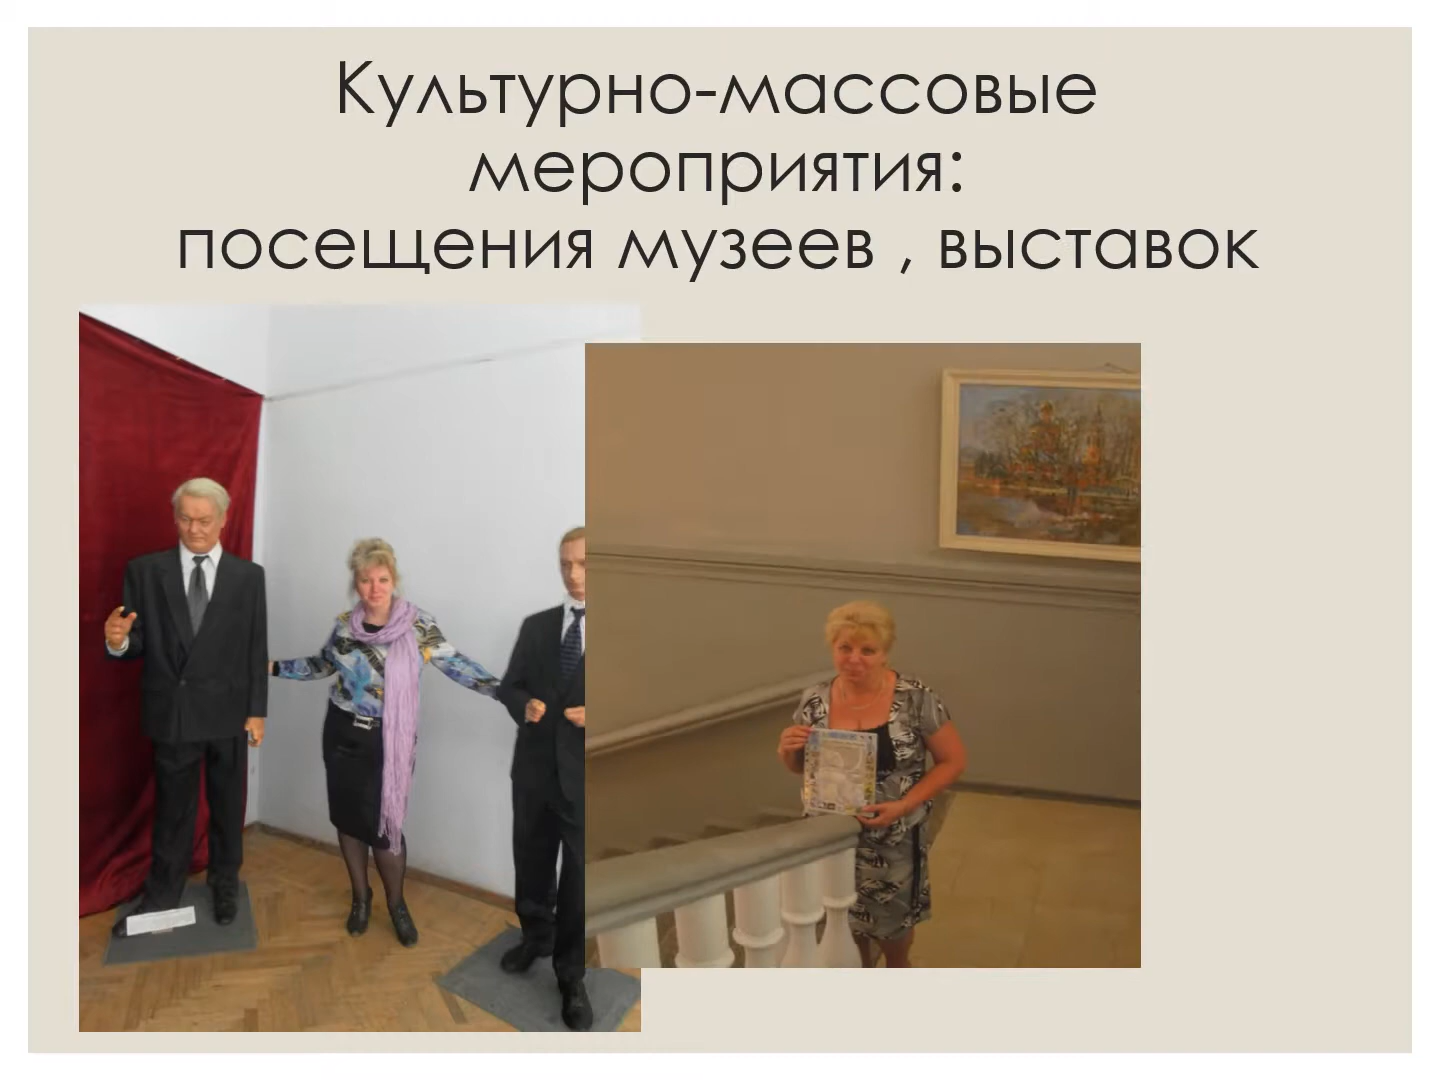 Культурно-массовые
мероприятия:
посещения музеев , выставок